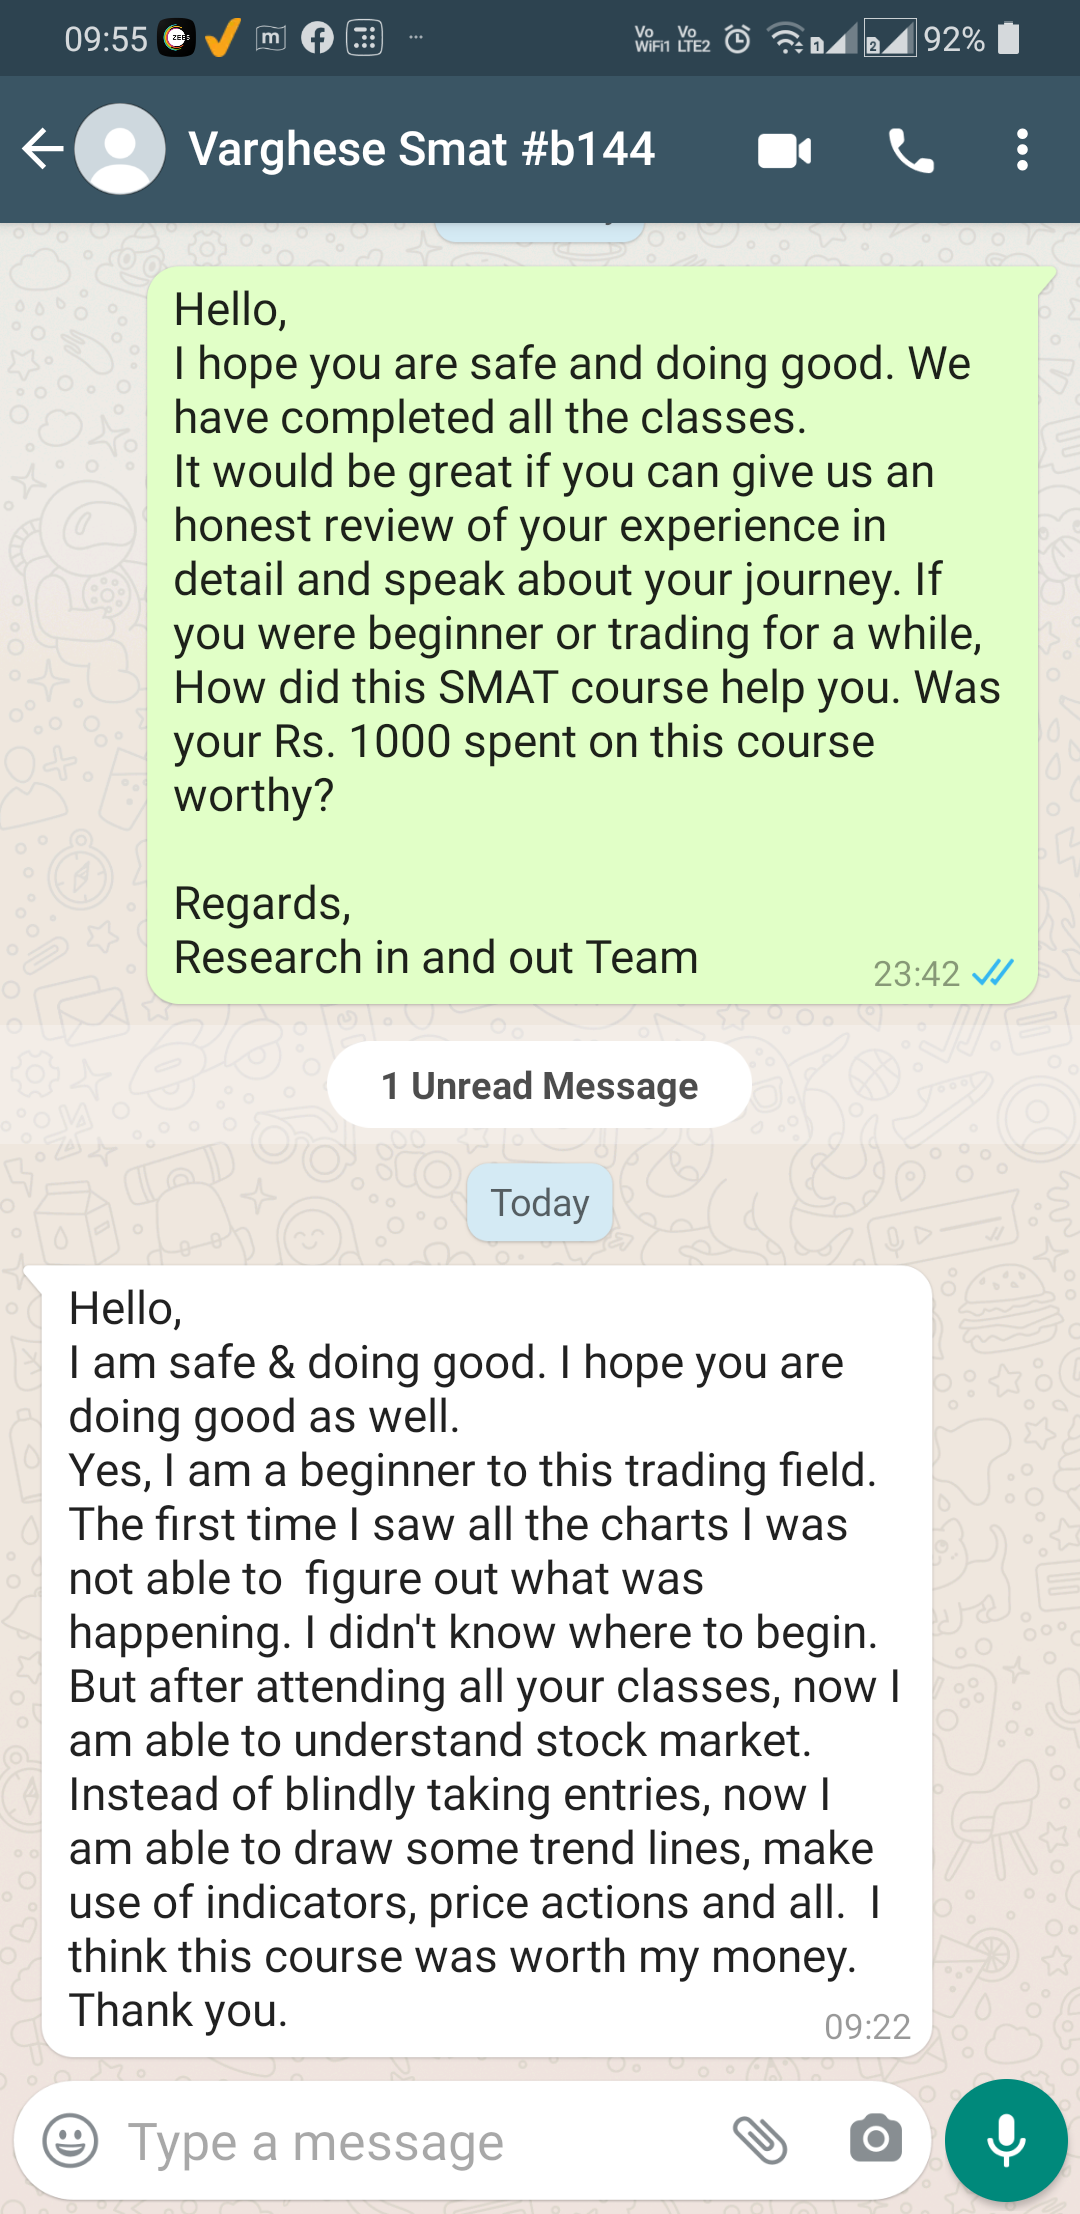 09:55
ZEE5
m
Vo WiFi1
Vo LTE2
1
2
92%
Varghese Smat #b144
Hello,
I hope you are safe and doing good. We
have completed all the classes.
It would be great if you can give us an
honest review of your experience in
detail and speak about your journey. If
you were beginner or trading for a while,
How did this SMAT course help you. Was
your Rs. 1000 spent on this course
worthy?
Regards,
Research in and out Team
23:42
1 Unread Message
Today
Hello,
I am safe & doing good. I hope you are
doing good as well.
Yes, I am a beginner to this trading field.
The first time I saw all the charts I was
not able to  figure out what was
happening. I didn't know where to begin.
But after attending all your classes, now I
am able to understand stock market.
Instead of blindly taking entries, now I
am able to draw some trend lines, make
use of indicators, price actions and all.  I
think this course was worth my money.
Thank you.
09:22
Type a message